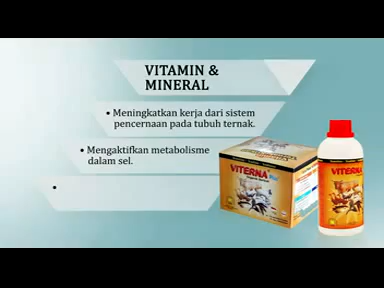 VITAMIN &
MINERAL
• Meningkatkan kerja dari sistem
pencernaan pada tubuh ternak.
• Mengaktifkan metabolisme
dalam sel.
•
VITERNA
VITERNA